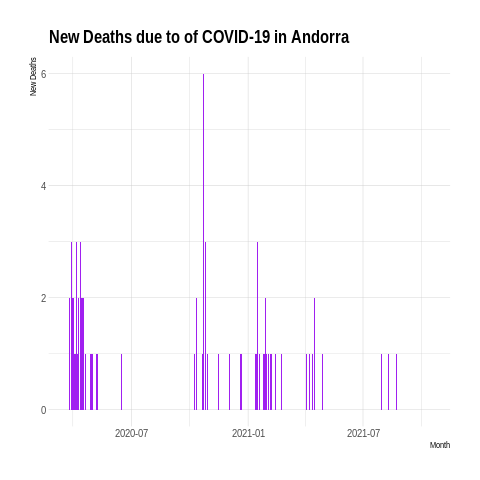 New Deaths due to of COVID-19 in Andorra
New Deaths
6
4
2
0
2020-07 2021-01 2021-07
Month